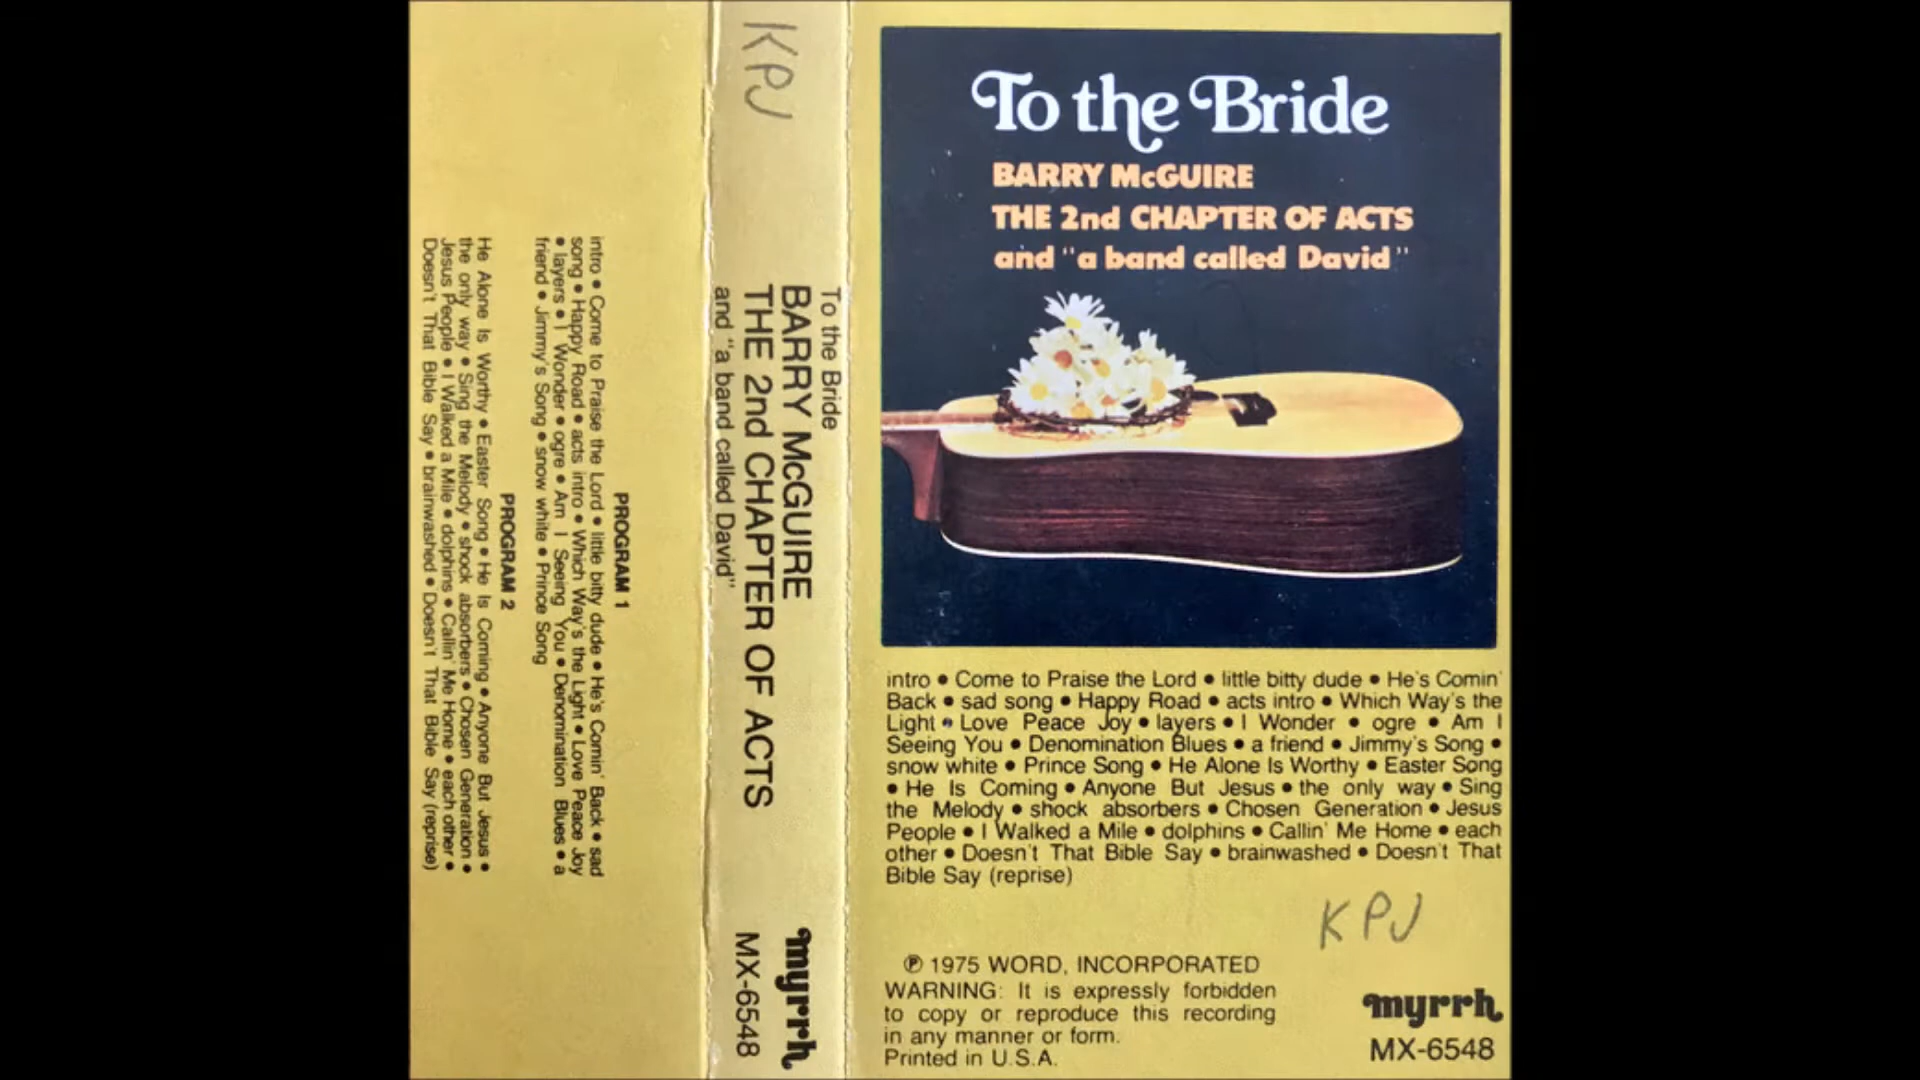 PROGRAM 1
intro • Come to Praise the Lord • little bitty dude • He's Comin' Back • sad
song • Happy Road • acts intro • Which Way's the Light • Love Peace Joy
• layers • I Wonder • ogre • Am I Seeing You • Denomination Blues • a
friend • Jimmy's Song • snow white • Prince Song
PROGRAM 2
He Alone Is Worthy • Easter Song • He Is Coming • Anyone But Jesus •
the only way • Sing the Melody • shock absorbers • Chosen Generation •
Jesus People • I Walked a Mile • dolphins • Callin' Me Home • each other •
Doesn't That Bible Say • brainwashed • Doesn't That Bible Say (reprise)
KPJ
To the Bride
BARRY McGUIRE
THE 2nd CHAPTER OF ACTS
and "a band called David"
myrrh
MX-6548
To the Bride
BARRY McGUIRE
THE 2nd CHAPTER OF ACTS
and "a band called David"
intro • Come to Praise the Lord • little bitty dude • He's Comin'
Back • sad song • Happy Road • acts intro • Which Way's the
Light • Love Peace Joy • layers • I Wonder • ogre • Am I
Seeing You • Denomination Blues • a friend • Jimmy's Song •
snow white • Prince Song • He Alone Is Worthy • Easter Song
• He Is Coming • Anyone But Jesus • the only way • Sing
the Melody • shock absorbers • Chosen Generation • Jesus
People • I Walked a Mile • dolphins • Callin' Me Home • each
other • Doesn't That Bible Say • brainwashed • Doesn't That
Bible Say (reprise)
KPJ
℗ 1975 WORD, INCORPORATED
WARNING: It is expressly forbidden
to copy or reproduce this recording
in any manner or form.
Printed in U.S.A.
myrrh
MX-6548